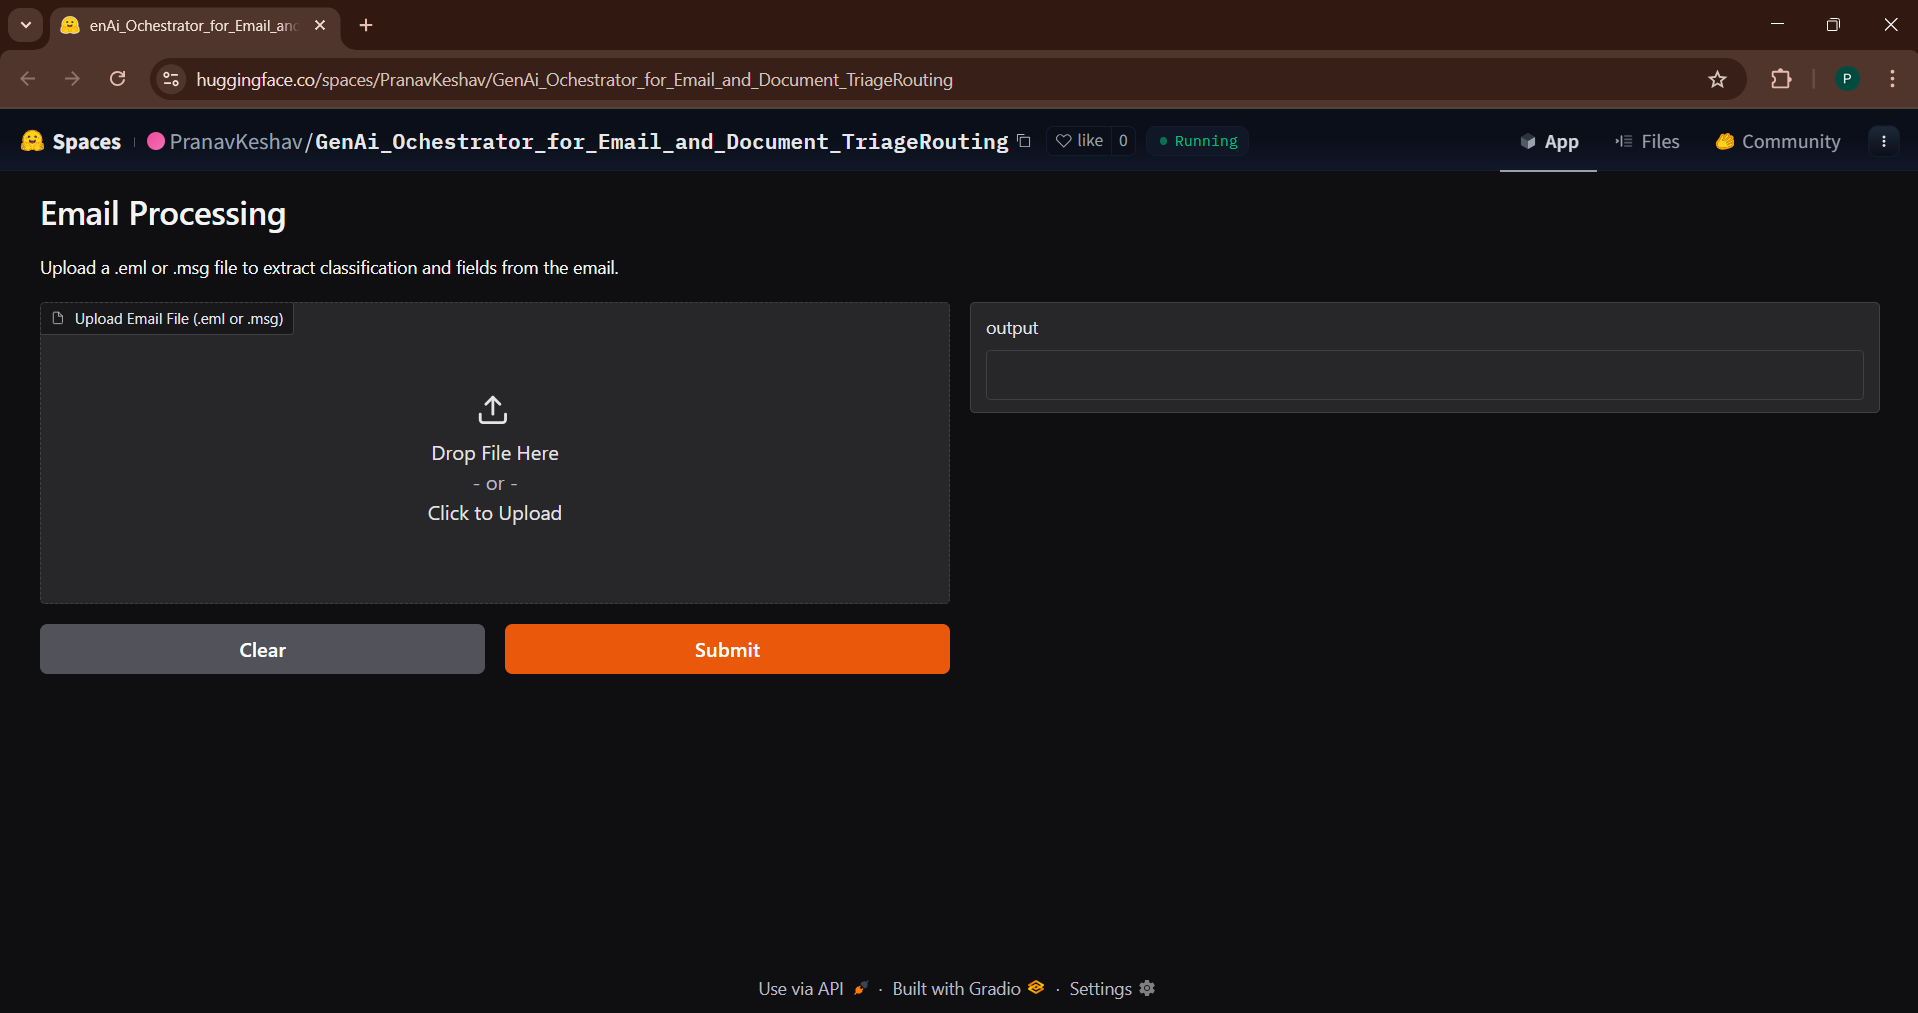 enAi_Ochestrator_for_Email_and
huggingface.co/spaces/PranavKeshav/GenAi_Ochestrator_for_Email_and_Document_TriageRouting
P
Spaces PranavKeshav/GenAi_Ochestrator_for_Email_and_Document_TriageRouting like 0 Running App Files Community
Email Processing
Upload a .eml or .msg file to extract classification and fields from the email.
Upload Email File (.eml or .msg)
Drop File Here
- or -
Click to Upload
Clear Submit
output
Use via API · Built with Gradio · Settings